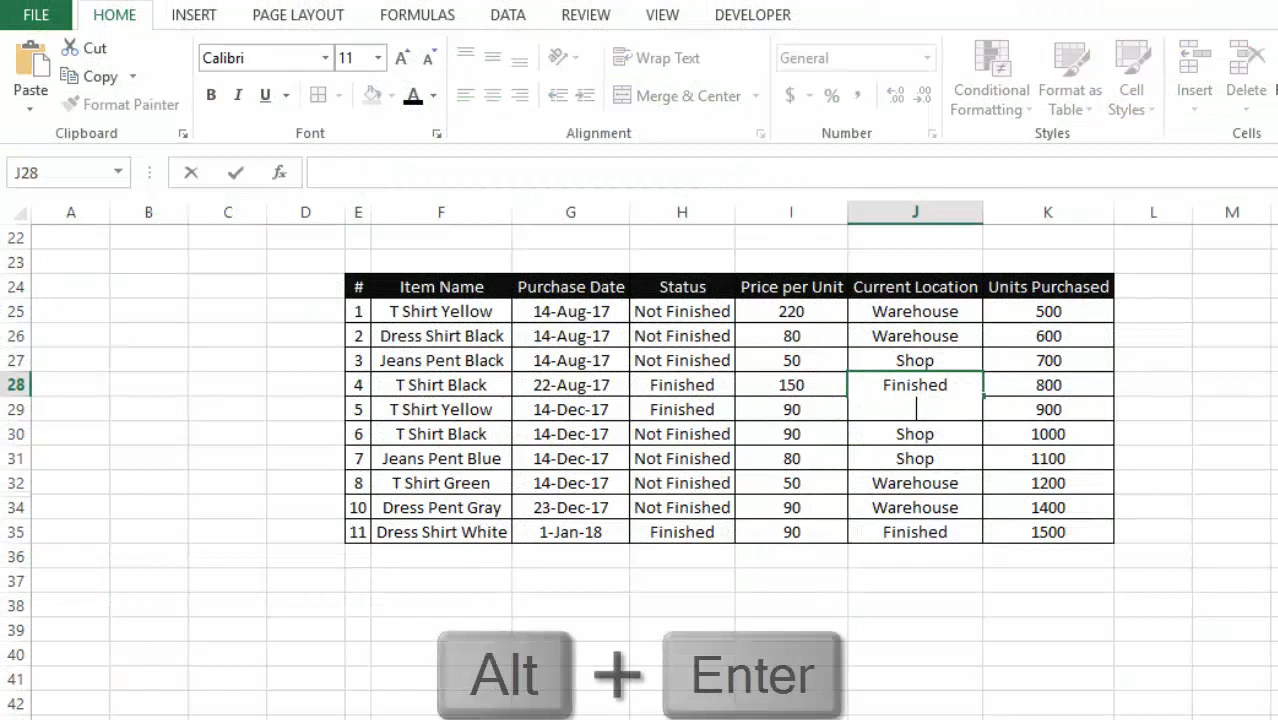 FILE HOME INSERT PAGE LAYOUT FORMULAS DATA REVIEW VIEW DEVELOPER
Paste
Cut
Copy
Format Painter
Clipboard
Calibri 11 A A
B I U A
Font
Wrap Text
Merge & Center
Alignment
General
$ % , .0 .00 .00 .0
Number
Conditional Formatting
Format as Table
Cell Styles
Styles
Insert Delete
Cells
J28 fx
A B C D E F G H I J K L M
22
23
24 # Item Name Purchase Date Status Price per Unit Current Location Units Purchased
25 1 T Shirt Yellow 14-Aug-17 Not Finished 220 Warehouse 500
26 2 Dress Shirt Black 14-Aug-17 Not Finished 80 Warehouse 600
27 3 Jeans Pent Black 14-Aug-17 Not Finished 50 Shop 700
28 4 T Shirt Black 22-Aug-17 Finished 150 Finished 800
29 5 T Shirt Yellow 14-Dec-17 Finished 90 900
30 6 T Shirt Black 14-Dec-17 Not Finished 90 Shop 1000
31 7 Jeans Pent Blue 14-Dec-17 Not Finished 80 Shop 1100
32 8 T Shirt Green 14-Dec-17 Not Finished 50 Warehouse 1200
34 10 Dress Pent Gray 23-Dec-17 Not Finished 90 Warehouse 1400
35 11 Dress Shirt White 1-Jan-18 Finished 90 Finished 1500
36
37
38
39
40
41
42
Alt + Enter